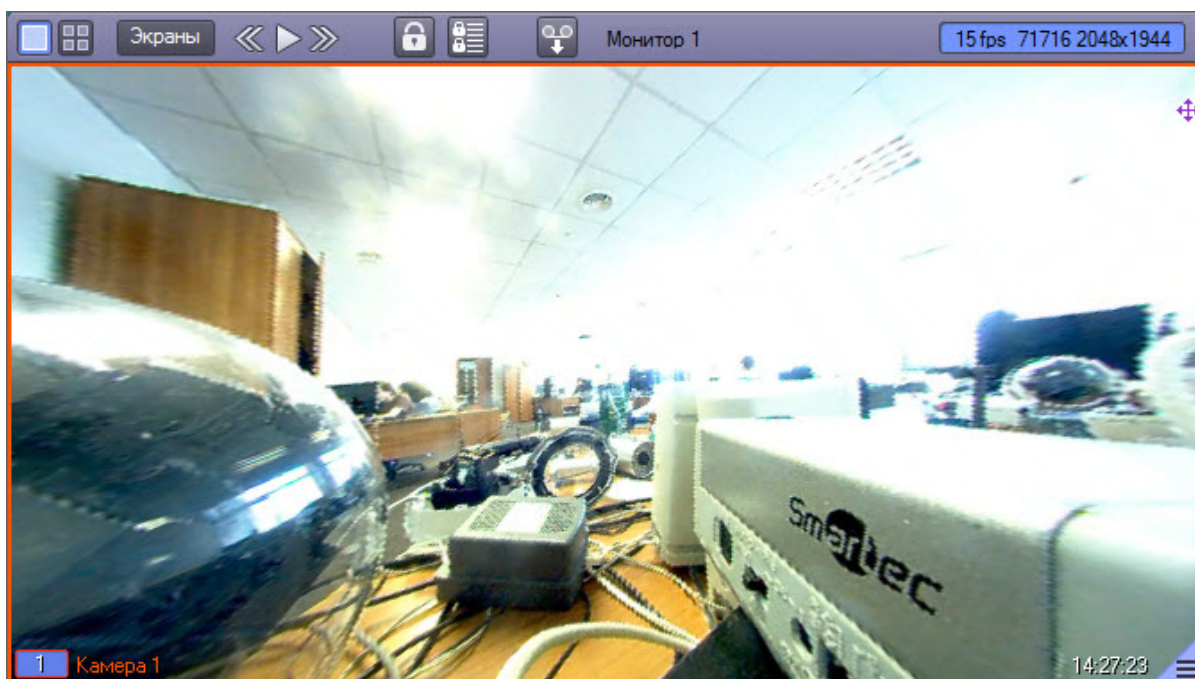 Экраны
Монитор 1
15 fps 71716 2048x1944
Smartec
1 Камера 1
14:27:23